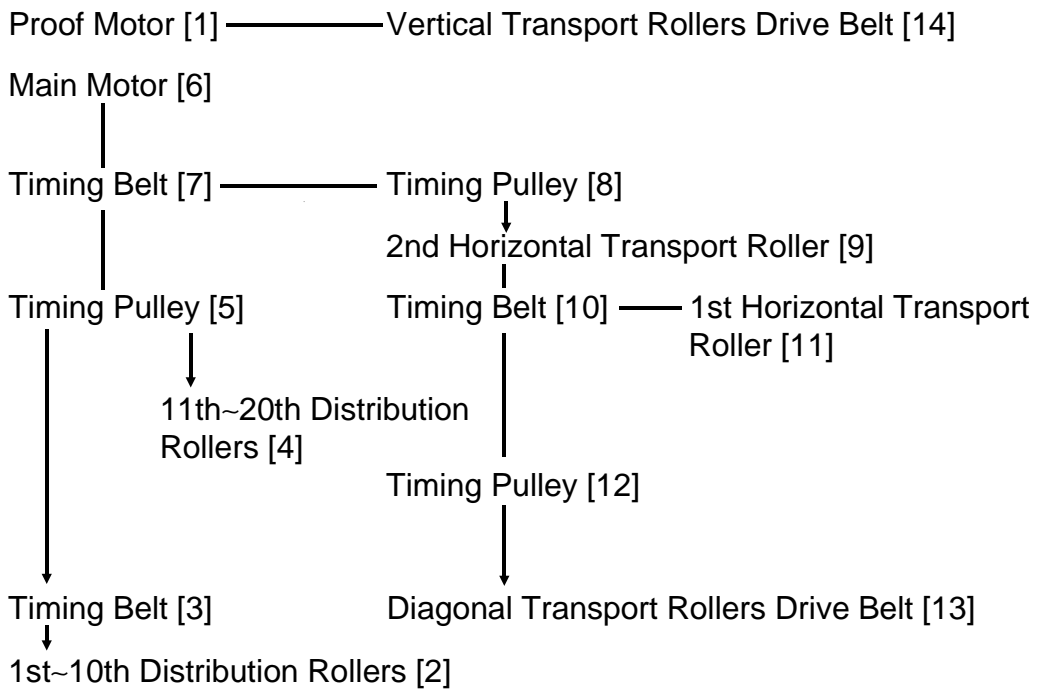 Proof Motor [1] Vertical Transport Rollers Drive Belt [14]
Main Motor [6]
Timing Belt [7] Timing Pulley [8]
2nd Horizontal Transport Roller [9]
Timing Pulley [5] Timing Belt [10] 1st Horizontal Transport
Roller [11]
11th~20th Distribution
Rollers [4]
Timing Pulley [12]
Timing Belt [3] Diagonal Transport Rollers Drive Belt [13]
1st~10th Distribution Rollers [2]